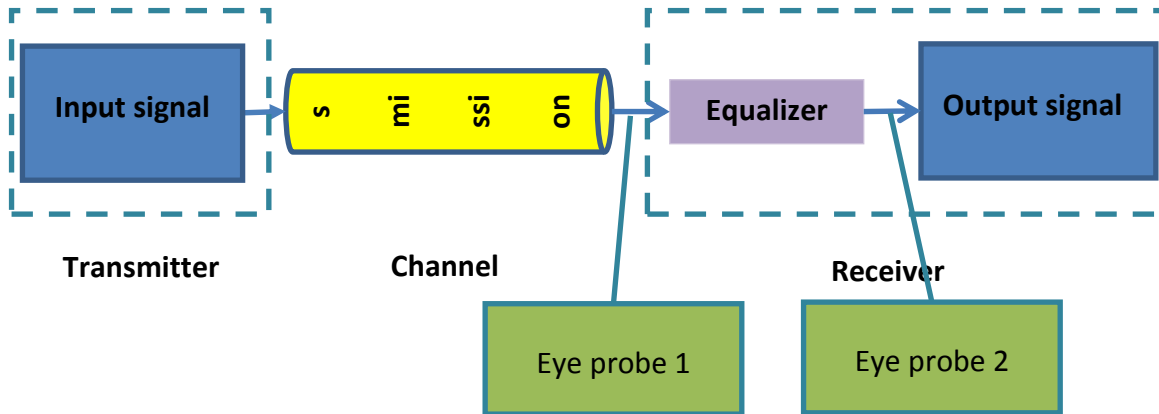 Input signal
s
mi
ssi
on
Equalizer
Output signal
Transmitter
Channel
Receiver
Eye probe 1
Eye probe 2